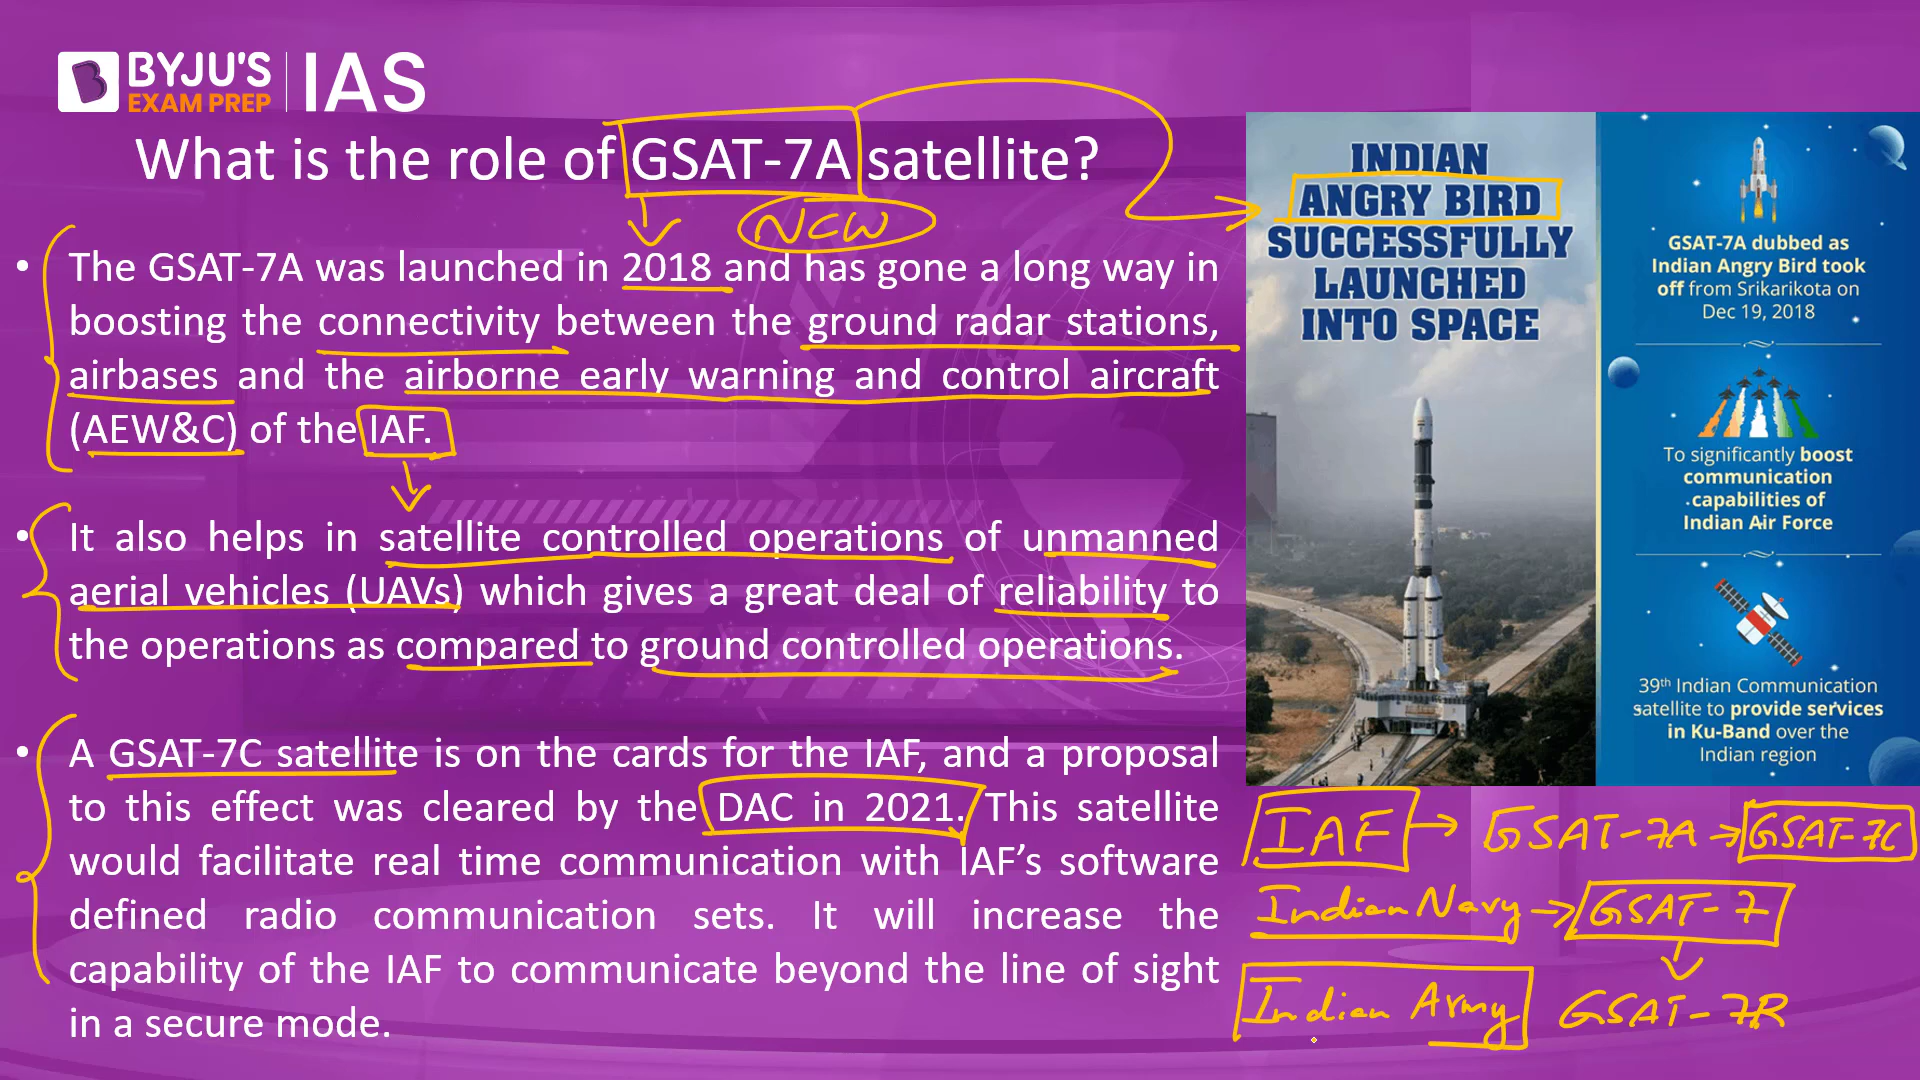 BYJU'S
EXAM PREP
IAS
What is the role of GSAT-7A satellite?
NCW
• The GSAT-7A was launched in 2018 and has gone a long way in
boosting the connectivity between the ground radar stations,
airbases and the airborne early warning and control aircraft
(AEW&C) of the IAF.
• It also helps in satellite controlled operations of unmanned
aerial vehicles (UAVs) which gives a great deal of reliability to
the operations as compared to ground controlled operations.
• A GSAT-7C satellite is on the cards for the IAF, and a proposal
to this effect was cleared by the DAC in 2021. This satellite
would facilitate real time communication with IAF’s software
defined radio communication sets. It will increase the
capability of the IAF to communicate beyond the line of sight
in a secure mode.
INDIAN
ANGRY BIRD
SUCCESSFULLY
LAUNCHED
INTO SPACE
GSAT-7A dubbed as
Indian Angry Bird took
off from Srikarikota on
Dec 19, 2018
To significantly boost
communication
capabilities of
Indian Air Force
39th Indian Communication
satellite to provide services
in Ku-Band over the
Indian region
IAF → GSAT-7A → GSAT-7C
Indian Navy → GSAT-7
Indian Army GSAT-7R